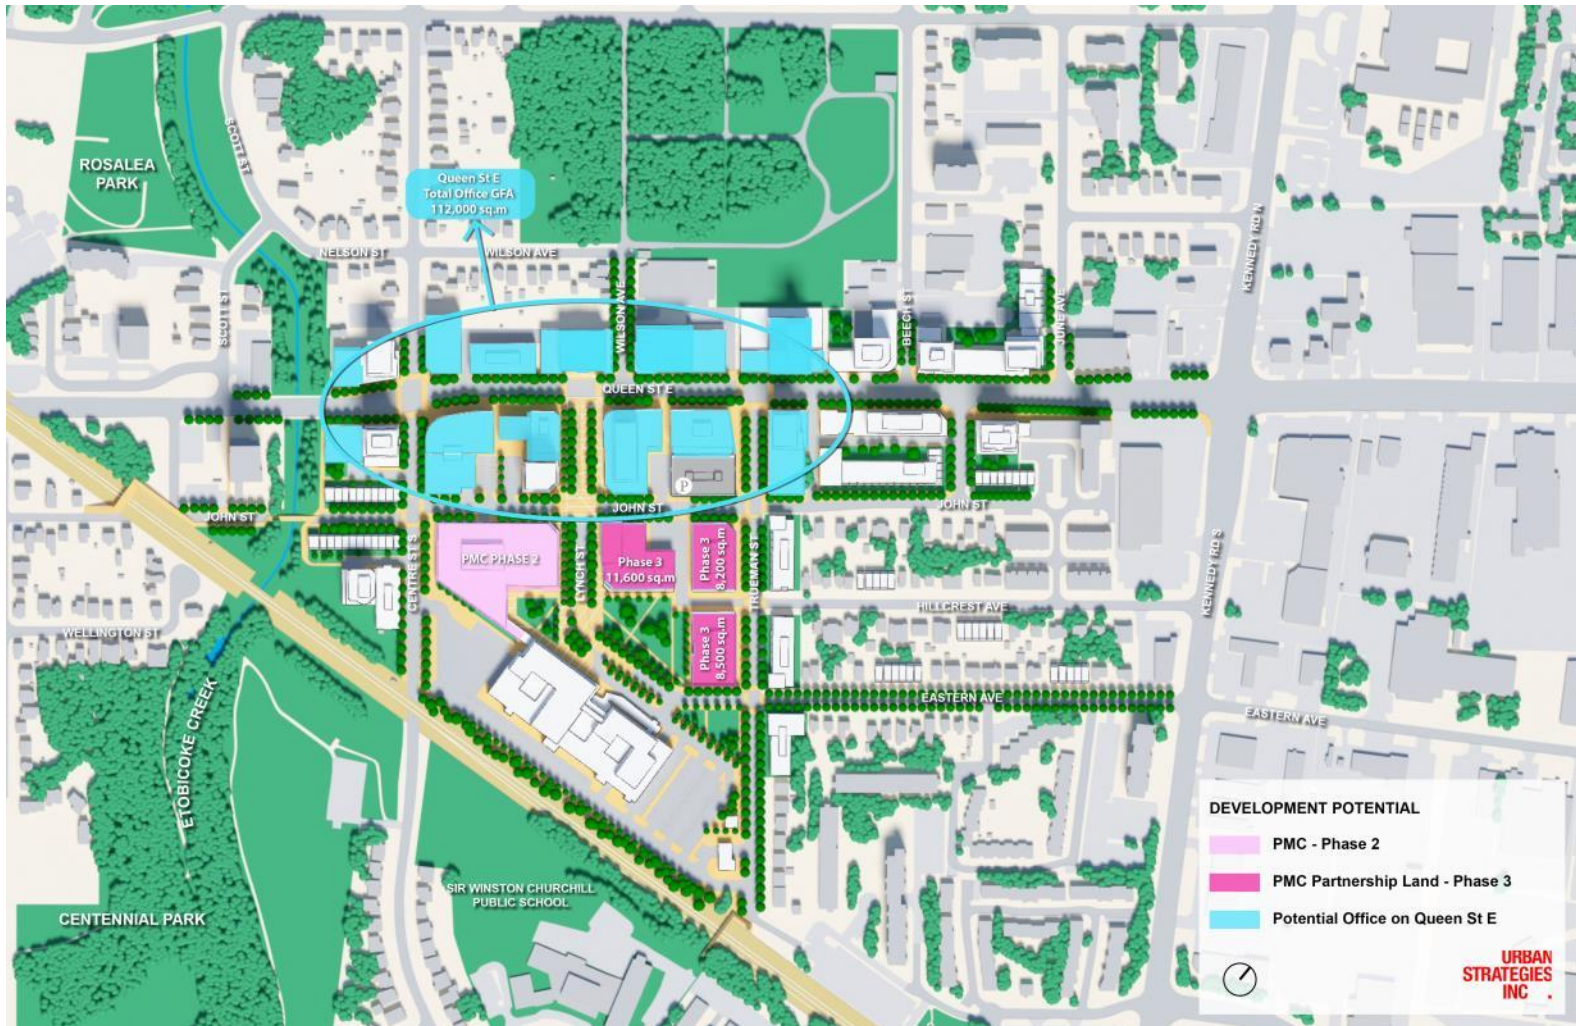 SCOTT ST
ROSALEA
PARK
Queen St E
Total Office GFA
112,000 sq.m
KENNEDY RD N
NELSON ST
WILSON AVE
SCOTT ST
WILSON AVE
BEECH ST
JUNE AVE
QUEEN ST E
P
JOHN ST
JOHN ST
JOHN ST
PMC PHASE 2
CENTRE ST S
LYNCH ST
Phase 3
11,600 sq.m
Phase 3
8,200 sq.m
TRUEMAN ST
KENNEDY RD S
HILLCREST AVE
WELLINGTON ST
Phase 3
8,500 sq.m
EASTERN AVE
EASTERN AVE
ETOBICOKE CREEK
SIR WINSTON CHURCHILL
PUBLIC SCHOOL
CENTENNIAL PARK
DEVELOPMENT POTENTIAL
PMC - Phase 2
PMC Partnership Land - Phase 3
Potential Office on Queen St E
URBAN
STRATEGIES
INC .